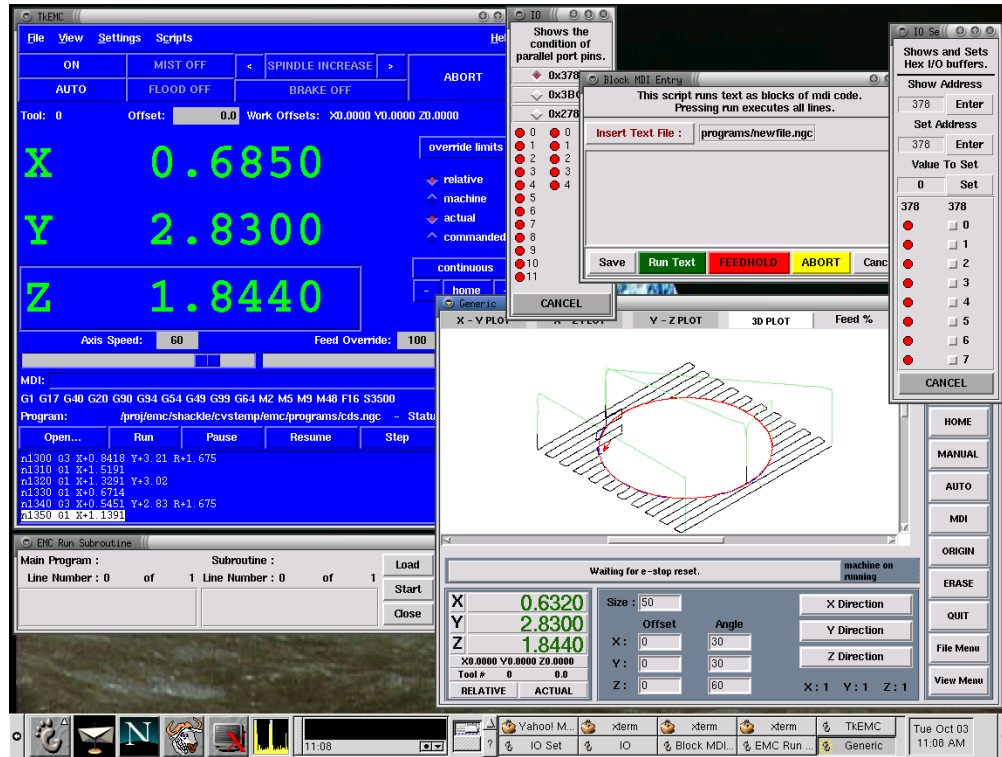 TkEMC
File View Settings Scripts
ON MIST OFF < SPINDLE INCREASE > ABORT
AUTO FLOOD OFF BRAKE OFF
Tool: 0 Offset: 0.0 Work Offsets: X0.0000 Y0.0000 Z0.0000
X 0.6850
Y 2.8300
Z 1.8440
override limits
relative
machine
actual
commanded
continuous
- home
Axis Speed: 60 Feed Override: 100
MDI:
G1 G17 G40 G20 G90 G94 G54 G49 G99 G64 M2 M5 M9 M48 F16 S3500
Program: /proj/emc/shackle/cvstemp/emc/programs/cds.ngc -
Open... Run Pause Resume Step
n1300 G3 X+0.8418 Y+3.21 R+1.675
n1310 G1 X+1.5191
n1320 G1 X+1.3291 Y+3.02
n1330 G1 X+0.6714
n1340 G3 X+0.5451 Y+2.83 R+1.675
n1350 G1 X+1.1391
IO
Shows the
condition of
parallel port pins.
0x378
0x3BC
0x278
0 0
1 1
2 2
3 3
4 4
5
6
7
8
9
10
11
CANCEL
Block MDI Entry
This script runs text as blocks of mdi code.
Pressing run executes all lines.
Insert Text File : programs/newfile.ngc
Save Run Text FEEDHOLD ABORT
IO Se
Shows and Sets
Hex I/O buffers.
Show Address
378 Enter
Set Address
378 Enter
Value To Set
0 Set
378 378
0
1
2
3
4
5
6
7
CANCEL
EMC Run Subroutine
Main Program : Subroutine :
Line Number : 0 of 1 Line Number : 0 of 1
Load
Start
Close
Generic
X - Y PLOT Y - Z PLOT 3D PLOT Feed %
Waiting for e-stop reset. machine on
running
X 0.6320
Y 2.8300
Z 1.8440
X0.0000 Y0.0000 Z0.0000
Tool # 0 0.0
RELATIVE ACTUAL
Size : 50
Offset Angle
X : 0 30
Y : 0 30
Z : 0 60
X Direction
Y Direction
Z Direction
X : 1 Y : 1 Z : 1
HOME
MANUAL
AUTO
MDI
ORIGIN
ERASE
QUIT
File Menu
View Menu
N
11:08
?
Yahoo! M... xterm xterm xterm TkEMC
IO Set IO Block MDI... EMC Run ... Generic
Tue Oct 03
11:08 AM